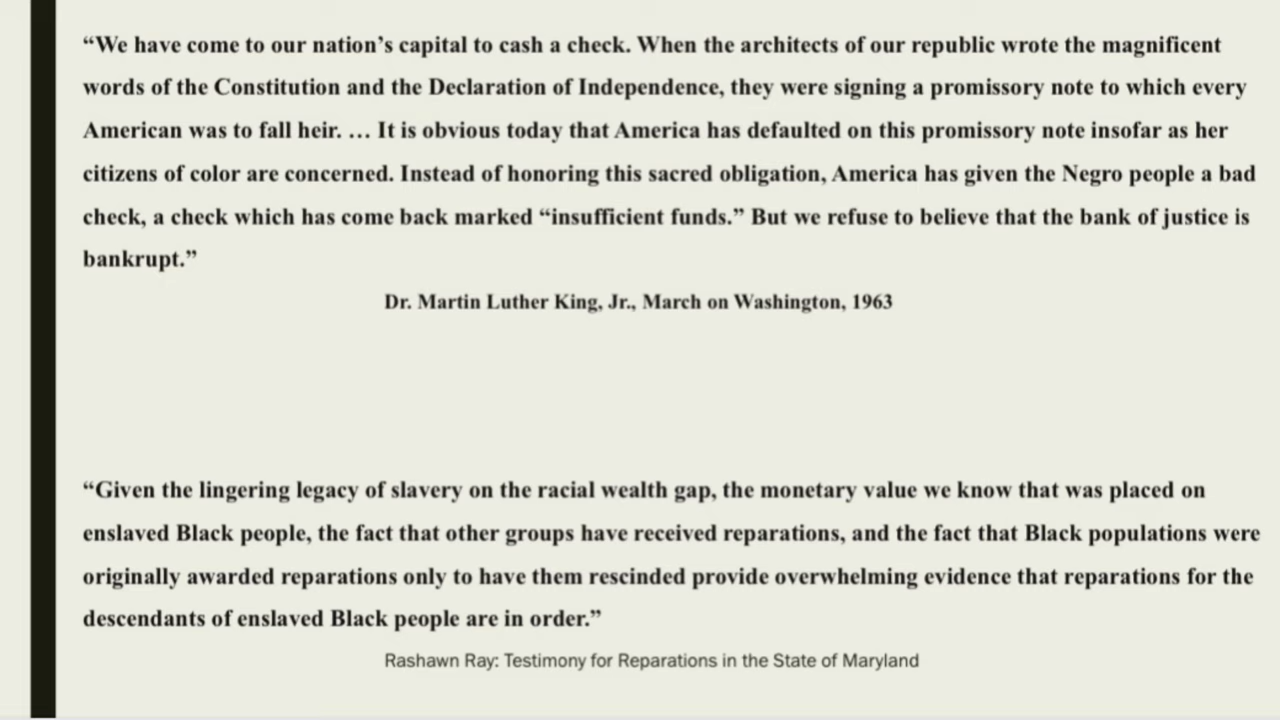 “We have come to our nation’s capital to cash a check. When the architects of our republic wrote the magnificent
words of the Constitution and the Declaration of Independence, they were signing a promissory note to which every
American was to fall heir. … It is obvious today that America has defaulted on this promissory note insofar as her
citizens of color are concerned. Instead of honoring this sacred obligation, America has given the Negro people a bad
check, a check which has come back marked “insufficient funds.” But we refuse to believe that the bank of justice is
bankrupt.”
Dr. Martin Luther King, Jr., March on Washington, 1963
“Given the lingering legacy of slavery on the racial wealth gap, the monetary value we know that was placed on
enslaved Black people, the fact that other groups have received reparations, and the fact that Black populations were
originally awarded reparations only to have them rescinded provide overwhelming evidence that reparations for the
descendants of enslaved Black people are in order.”
Rashawn Ray: Testimony for Reparations in the State of Maryland